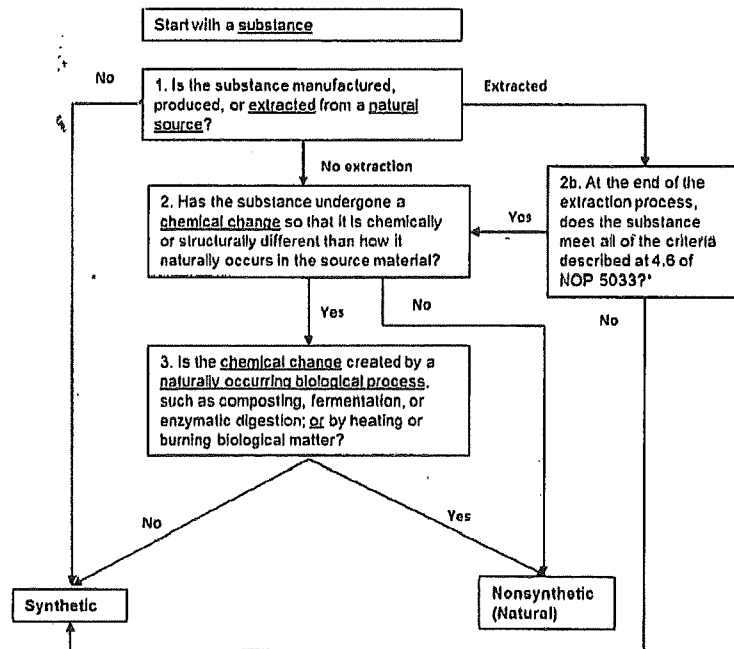 Start wilh a substance
No
1. Is the substance manufactured,
produced, or extracted from a natural
source?
Extracted
No extraction
2. Has the substance undergone a
chemical change so that it is chemically
or structurally different than how it
naturally occurs in the source material?
Yes
2b. At the end of the
extraction process,
does the substance
meet all of the criteria
described at 4.6 of
NOP 5033?*
Yes
No
No
3. Is the chemical change created by a
naturally occurring biological process,
such as composting, fermentation, or
enzymatic digestion; or by heating or
burning biological matter?
No
Yes
Synthetic
Nonsynthetic
(Natural)